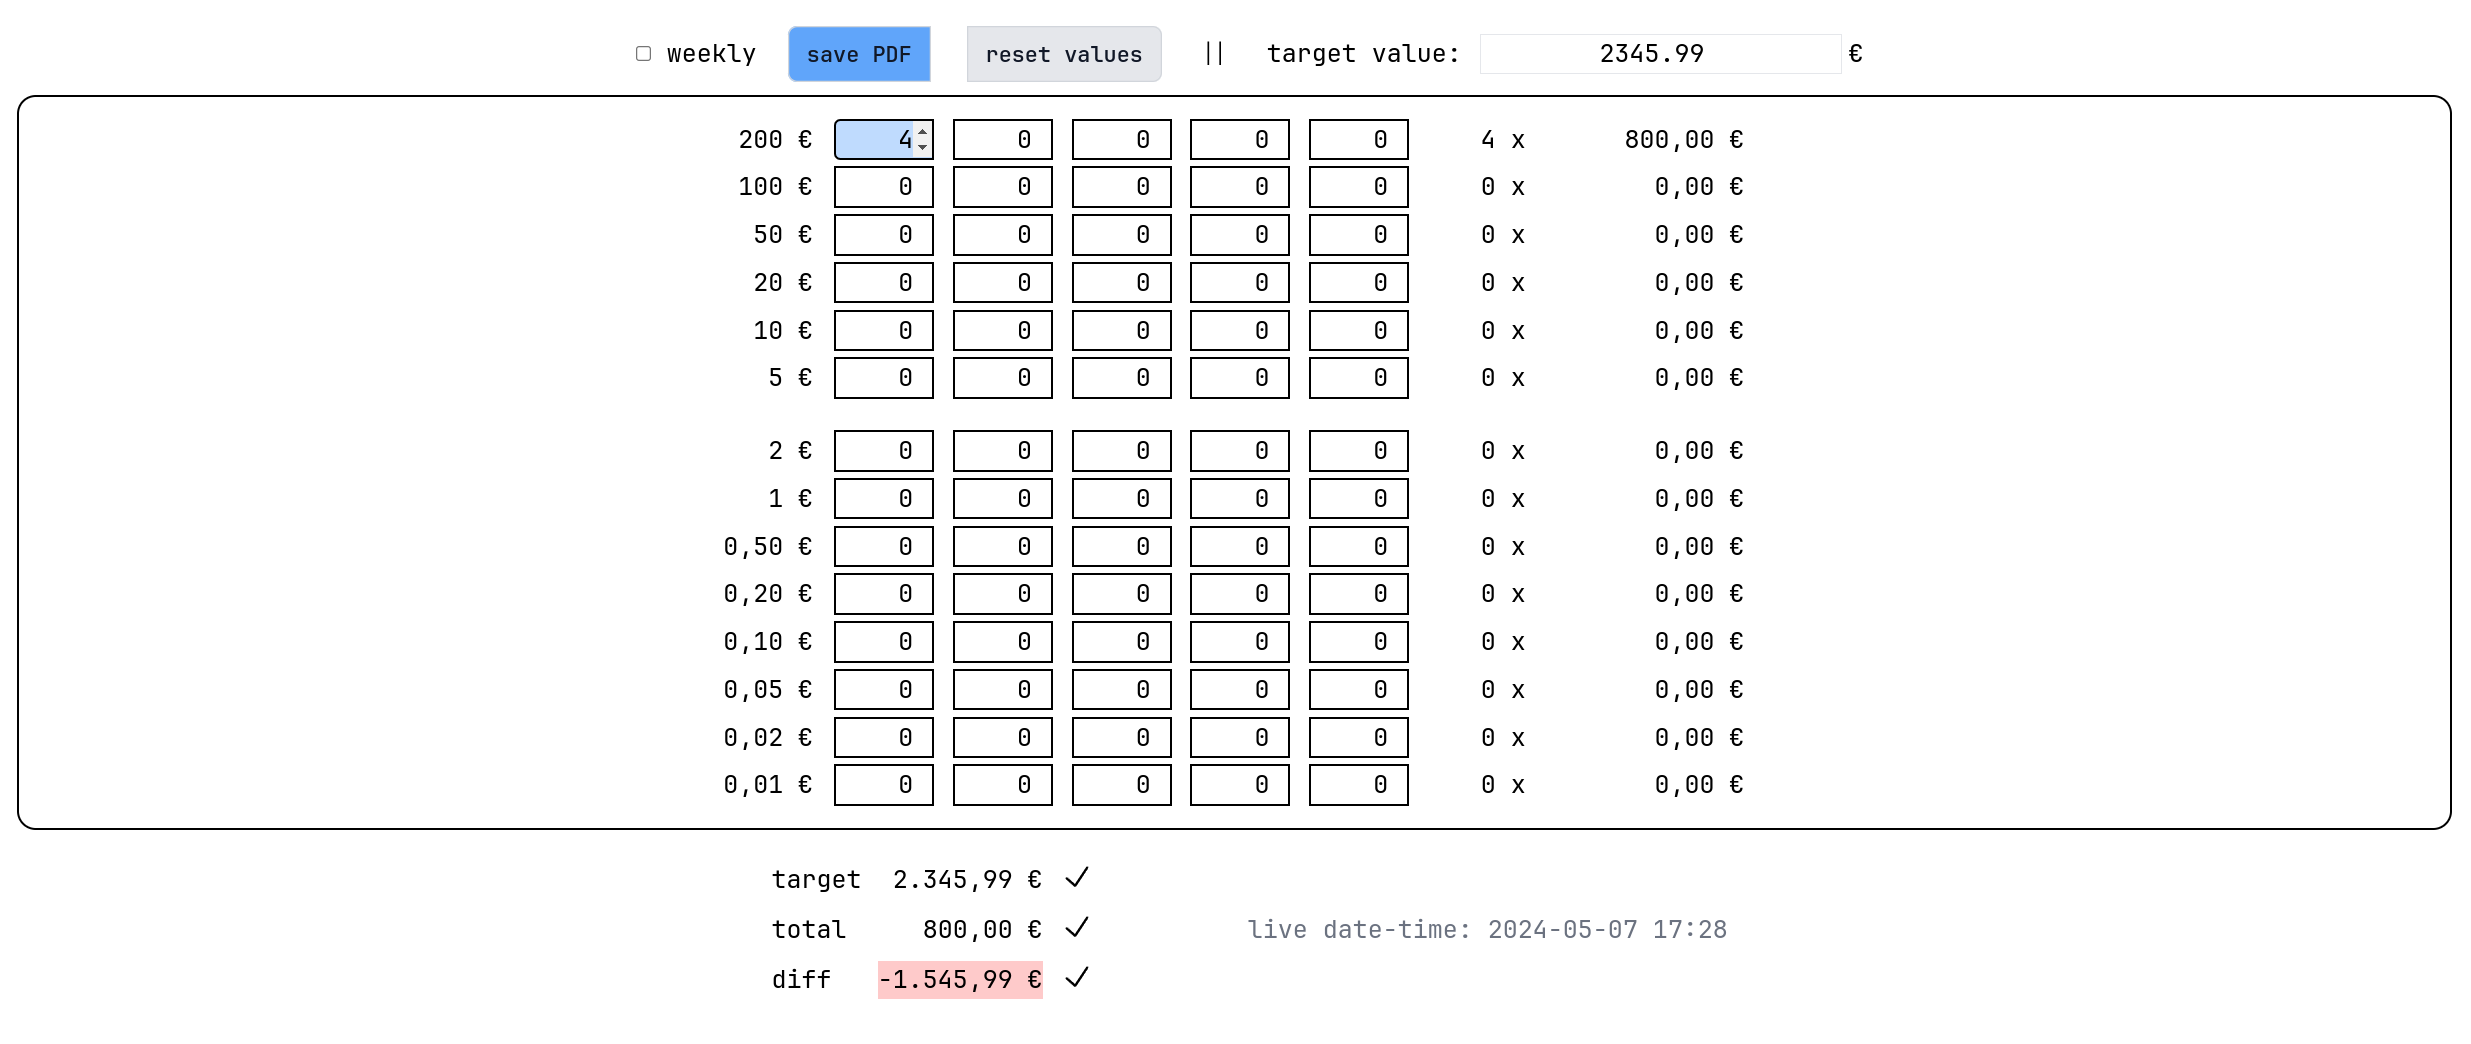 weekly save PDF reset values || target value: 2345.99 €
200 € 4 0 0 0 0 4 x 800,00 €
100 € 0 0 0 0 0 0 x 0,00 €
50 € 0 0 0 0 0 0 x 0,00 €
20 € 0 0 0 0 0 0 x 0,00 €
10 € 0 0 0 0 0 0 x 0,00 €
5 € 0 0 0 0 0 0 x 0,00 €
2 € 0 0 0 0 0 0 x 0,00 €
1 € 0 0 0 0 0 0 x 0,00 €
0,50 € 0 0 0 0 0 0 x 0,00 €
0,20 € 0 0 0 0 0 0 x 0,00 €
0,10 € 0 0 0 0 0 0 x 0,00 €
0,05 € 0 0 0 0 0 0 x 0,00 €
0,02 € 0 0 0 0 0 0 x 0,00 €
0,01 € 0 0 0 0 0 0 x 0,00 €
target 2.345,99 € ✓
total 800,00 € ✓ live date-time: 2024-05-07 17:28
diff -1.545,99 € ✓